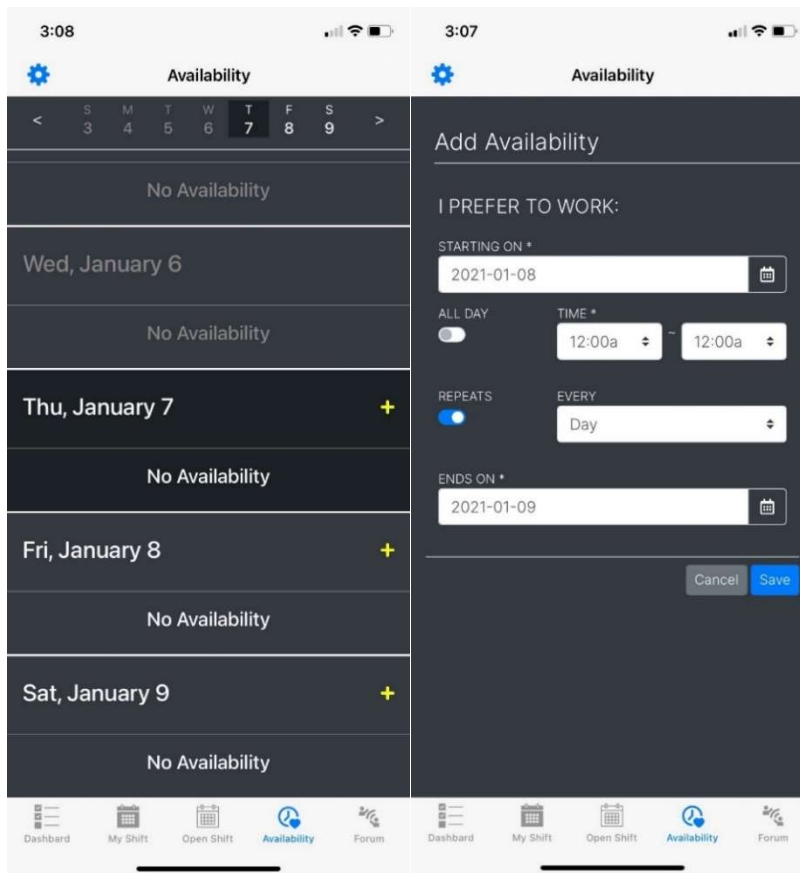 3:08
Availability
< S M T W T F S >
3 4 5 6 7 8 9
No Availability
Wed, January 6
No Availability
Thu, January 7 +
No Availability
Fri, January 8 +
No Availability
Sat, January 9 +
No Availability
Dashbard My Shift Open Shift Availability Forum
3:07
Availability
Add Availability
I PREFER TO WORK:
STARTING ON *
2021-01-08
ALL DAY TIME *
12:00a ~ 12:00a
REPEATS EVERY
Day
ENDS ON *
2021-01-09
Cancel Save
Dashbard My Shift Open Shift Availability Forum